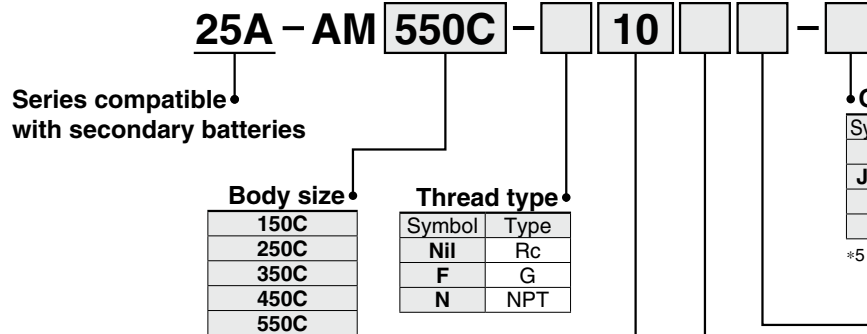 25A – AM 550C – 10 –
Series compatible
with secondary batteries
Body size
150C
250C
350C
450C
550C
Thread type
Symbol Type
Nil Rc
F G
N NPT
J
*5